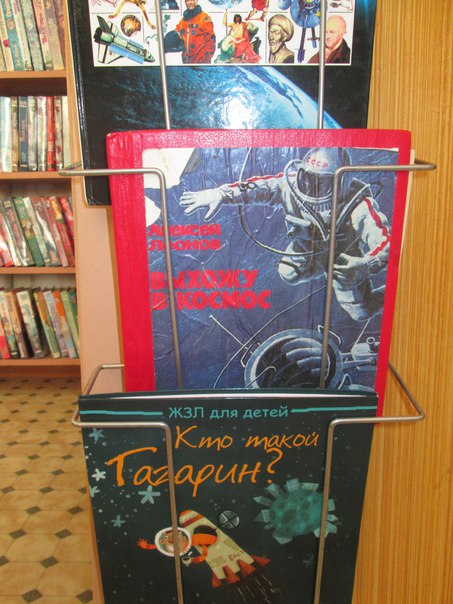 СССР
Алексей
Леонов
ВЫХОЖУ
В КОСМОС
ЖЗЛ для детей
Кто такой
Гагарин?